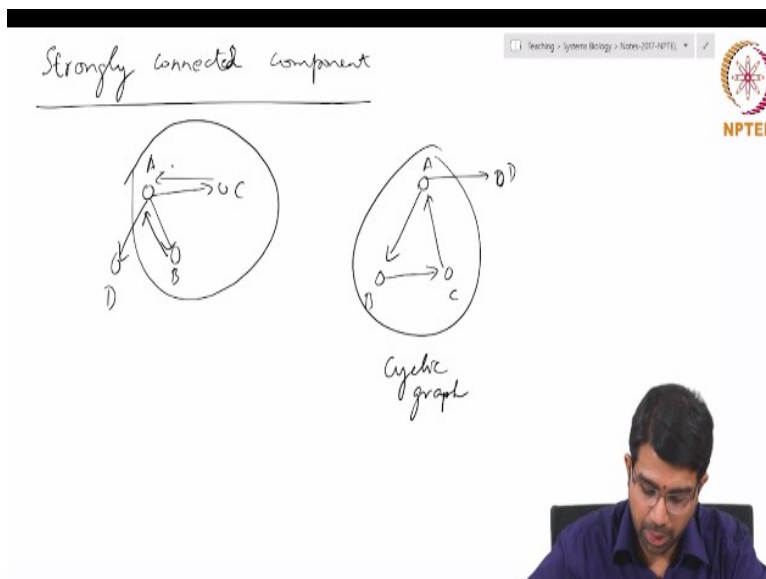 Strongly connected component
Teaching > Systems Biology > Notes-2017-NPTEL
NPTEL
A
C
B
D
A
D
B
C
Cyclic
graph